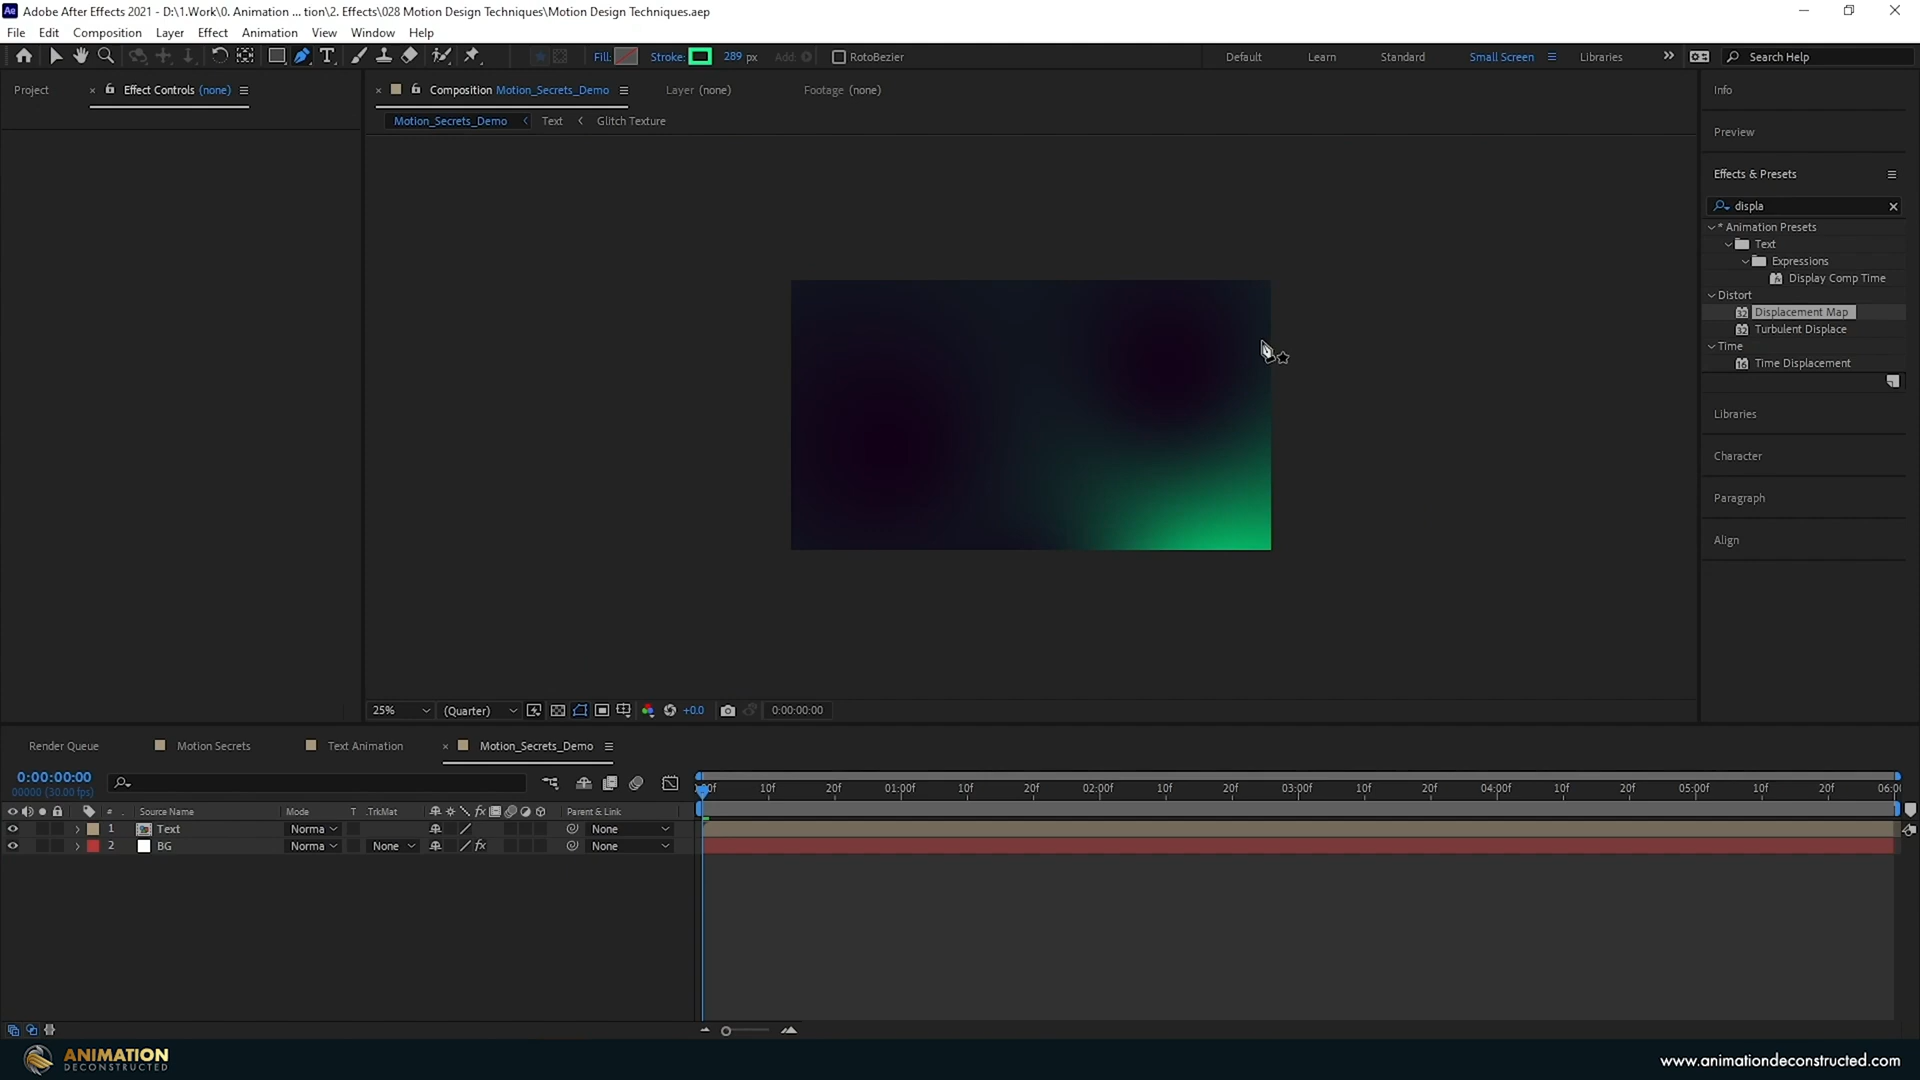 Adobe After Effects 2021 - D:\1.Work\0. Animation ... tion\2. Effects\028 Motion Design Techniques\Motion Design Techniques.aep
File Edit Composition Layer Effect Animation View Window Help
Fill: Stroke: 289 px Add: RotoBezier Default Learn Standard Small Screen Libraries Search Help
Project Effect Controls (none)
Composition Motion_Secrets_Demo Layer (none) Footage (none)
Motion_Secrets_Demo Text Glitch Texture
Info
Preview
Effects & Presets
displa
* Animation Presets
Text
Expressions
Display Comp Time
Distort
Displacement Map
Turbulent Displace
Time
Time Displacement
Libraries
Character
Paragraph
Align
25% (Quarter) +0.0 0:00:00:00
Render Queue Motion Secrets Text Animation Motion_Secrets_Demo
0:00:00:00
00000 (30.00 fps)
10f 20f 01:00f 10f 20f 02:00f 10f 20f 03:00f 10f 20f 04:00f 10f 20f 05:00f 10f 20f 06:0
# Source Name Mode T .TrkMat Parent & Link
1 Text Norma None
2 BG Norma None None
ANIMATION
DECONSTRUCTED
www.animationdeconstructed.com